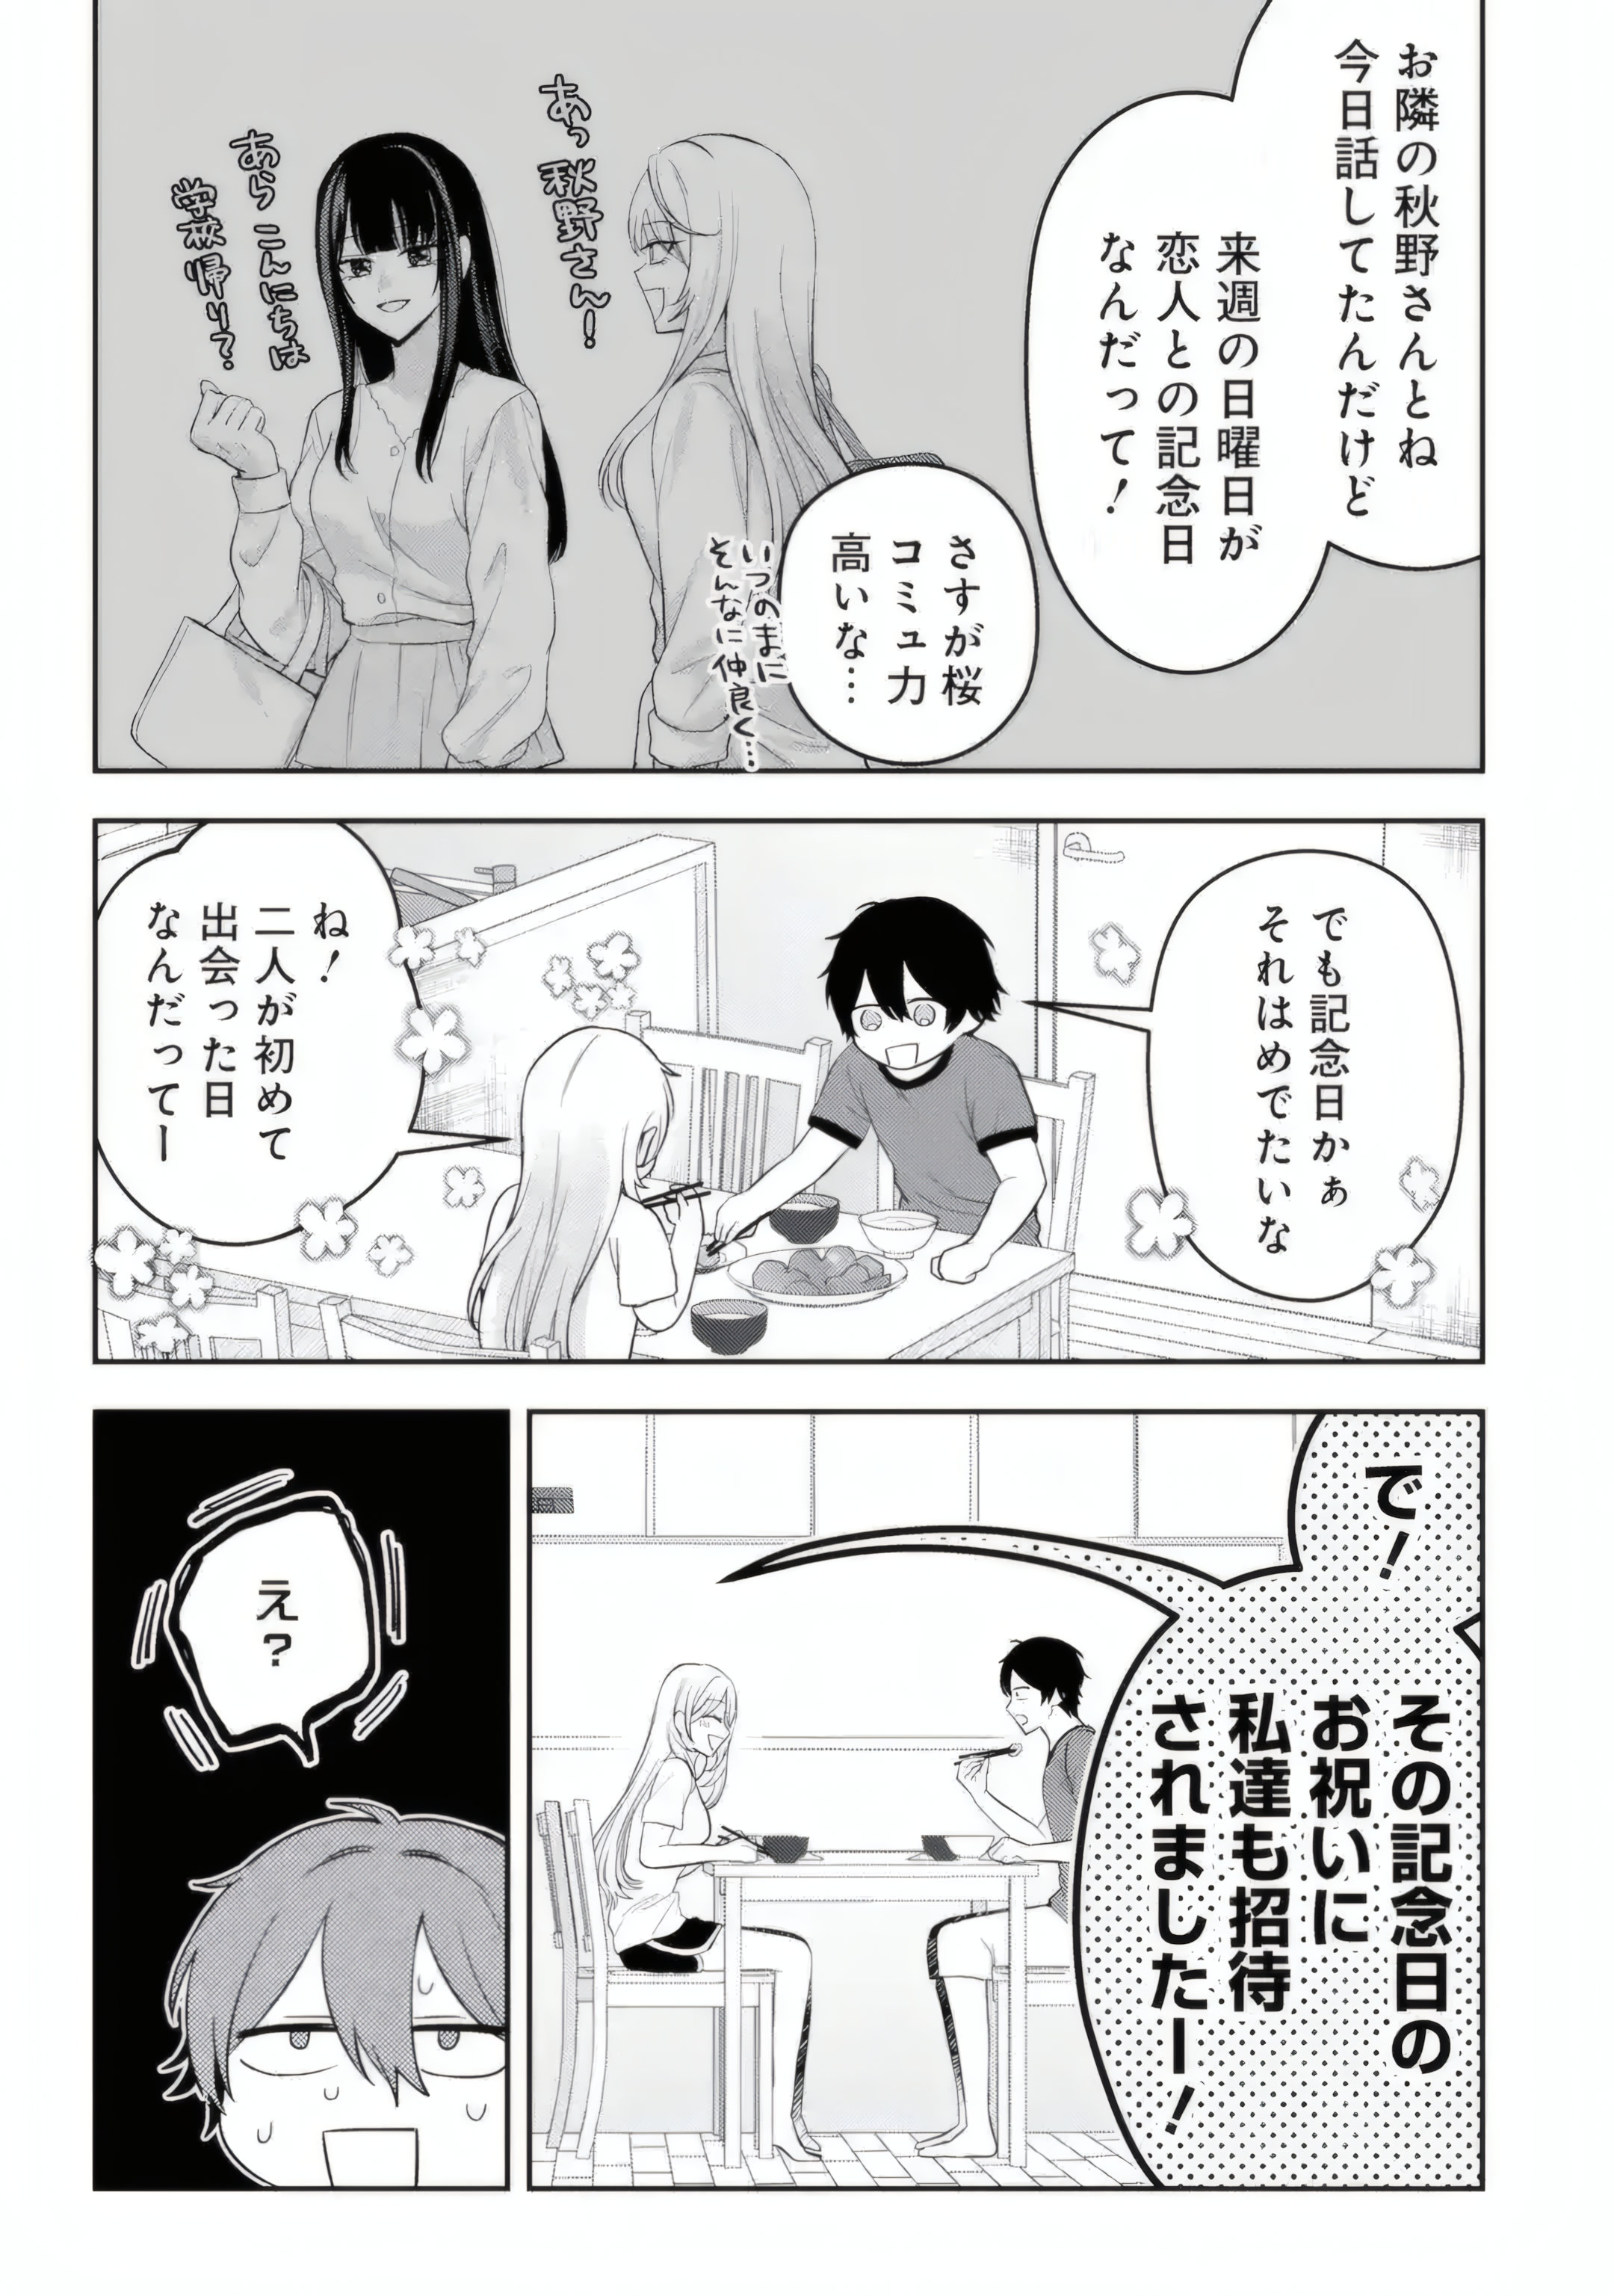 お隣の秋野さんとね
今日話してたんだけど
来週の日曜日が
恋人との記念日
なんだって！
あっ 秋野さん！
あら こんにちは
学校帰り？
さすが桜
コミュ力
高いな…
いつのまに
そんなに仲良く…
でも記念日かぁ
それはめでたいな
ね！
二人が初めて
出会った日
なんだってー
で！
その記念日の
お祝いに
私達も招待
されましたー！
え？